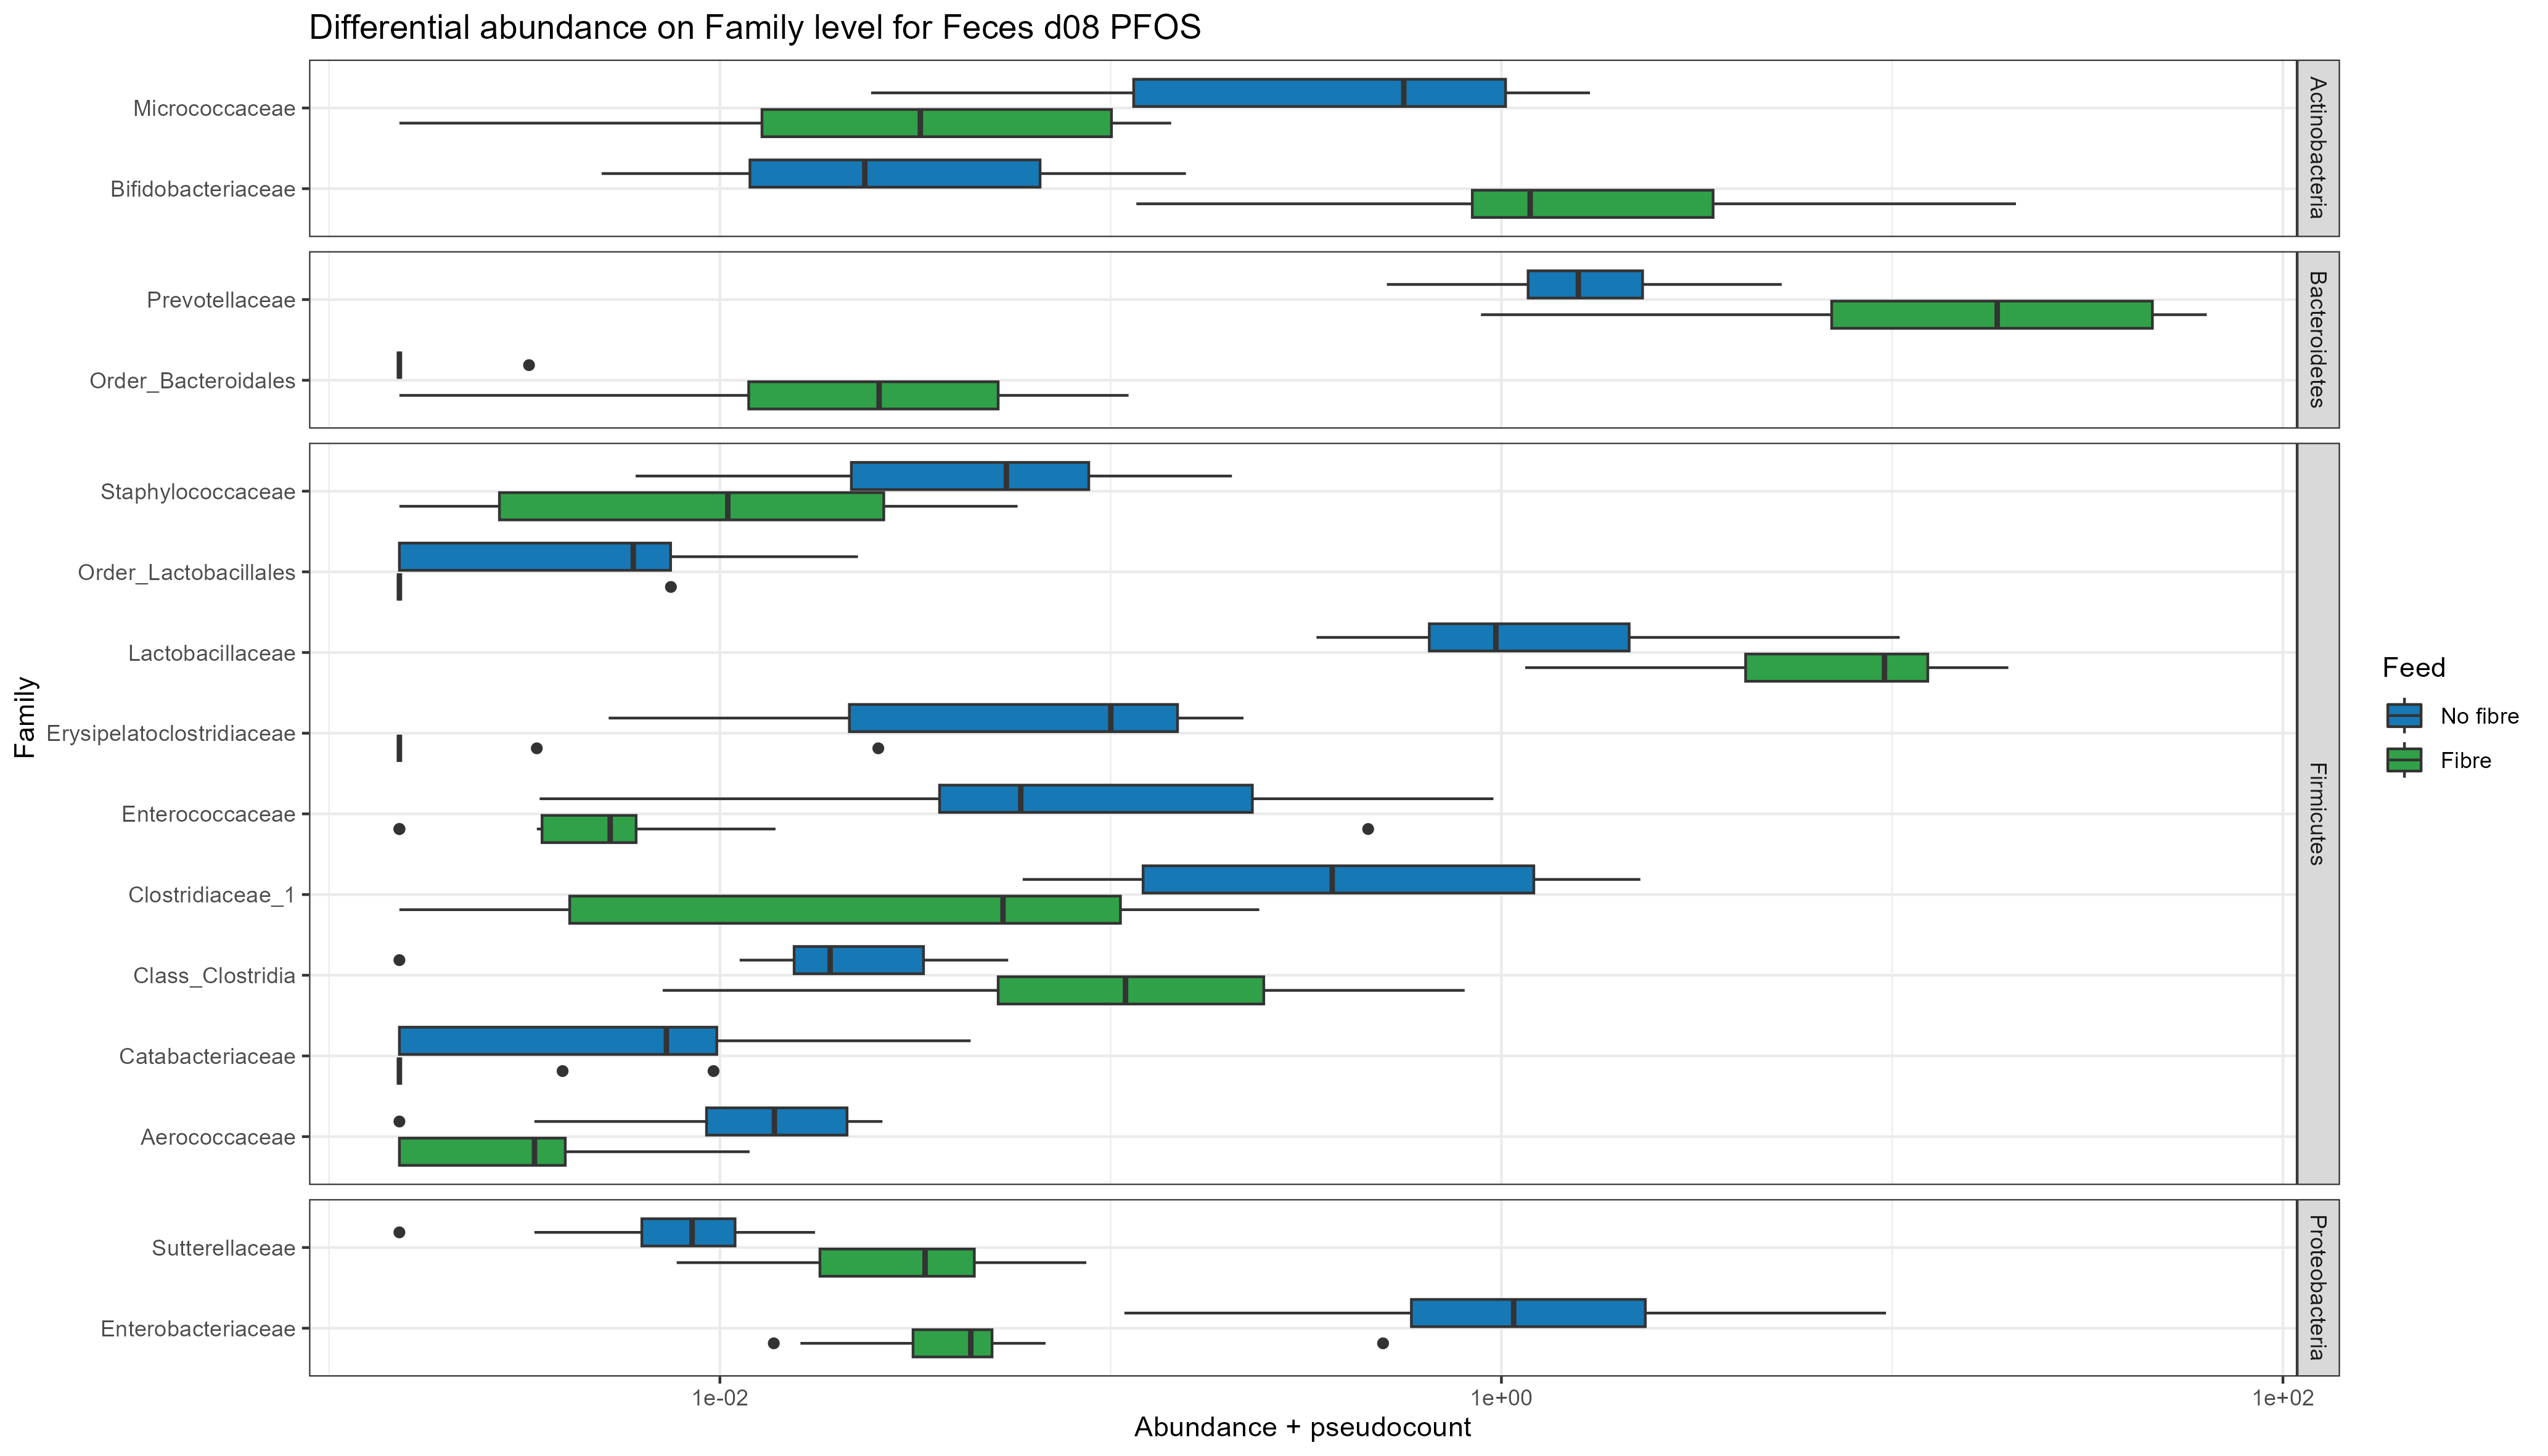 Differential abundance on Family level for Feces d08 PFOS
Micrococcaceae
Bifidobacteriaceae
Actinobacteria
Prevotellaceae
Order_Bacteroidales
Bacteroidetes
Staphylococcaceae
Order_Lactobacillales
Lactobacillaceae
Erysipelatoclostridiaceae
Enterococcaceae
Clostridiaceae_1
Class_Clostridia
Catabacteriaceae
Aerococcaceae
Firmicutes
Sutterellaceae
Enterobacteriaceae
Proteobacteria
Family
1e-02
1e+00
1e+02
Abundance + pseudocount
Feed
No fibre
Fibre